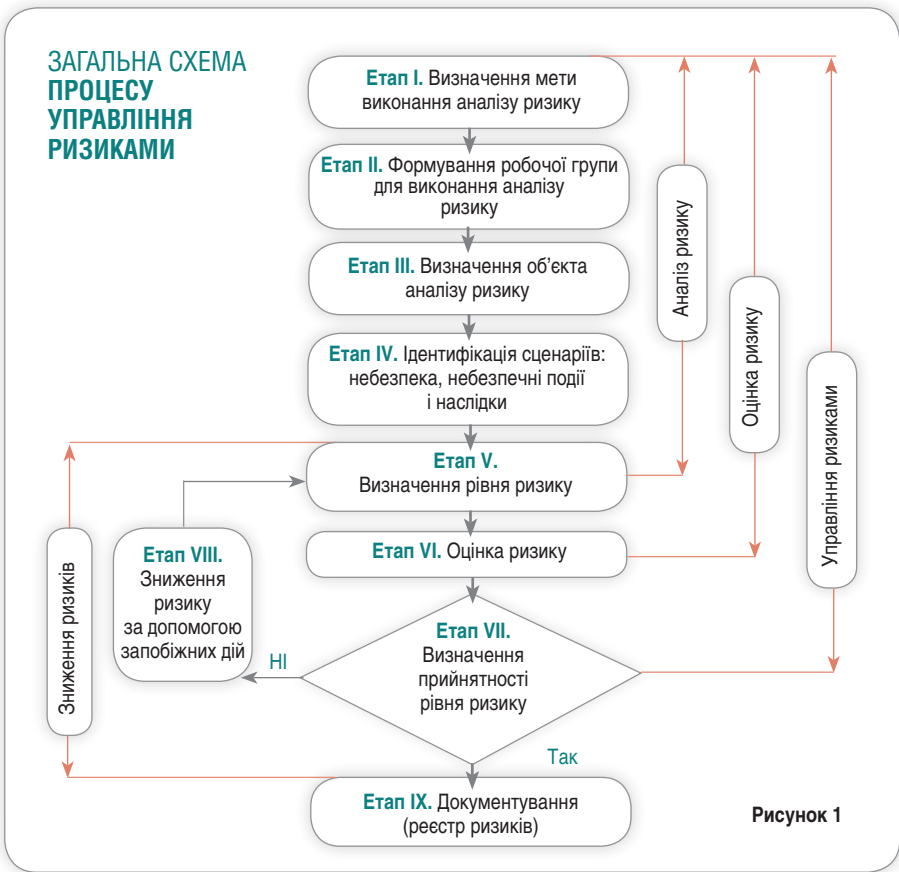 ЗАГАЛЬНА СХЕМА
ПРОЦЕСУ
УПРАВЛІННЯ
РИЗИКАМИ
Етап I. Визначення мети
виконання аналізу ризику
Етап II. Формування робочої групи
для виконання аналізу
ризику
Етап III. Визначення об'єкта
аналізу ризику
Етап IV. Ідентифікація сценаріїв:
небезпека, небезпечні події
і наслідки
Етап V.
Визначення рівня ризику
Етап VI. Оцінка ризику
Етап VII.
Визначення
прийнятності
рівня ризику
НІ
Етап VIII.
Зниження
ризику
за допомогою
запобіжних дій
Так
Етап IX. Документування
(реєстр ризиків)
Зниження ризиків
Аналіз ризику
Оцінка ризику
Управління ризиками
Рисунок 1